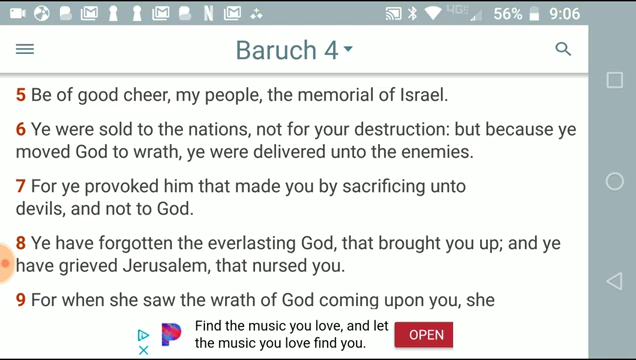 56% 9:06
Baruch 4
5 Be of good cheer, my people, the memorial of Israel.
6 Ye were sold to the nations, not for your destruction: but because ye
moved God to wrath, ye were delivered unto the enemies.
7 For ye provoked him that made you by sacrificing unto
devils, and not to God.
8 Ye have forgotten the everlasting God, that brought you up; and ye
have grieved Jerusalem, that nursed you.
9 For when she saw the wrath of God coming upon you, she
Find the music you love, and let
the music you love find you.
OPEN